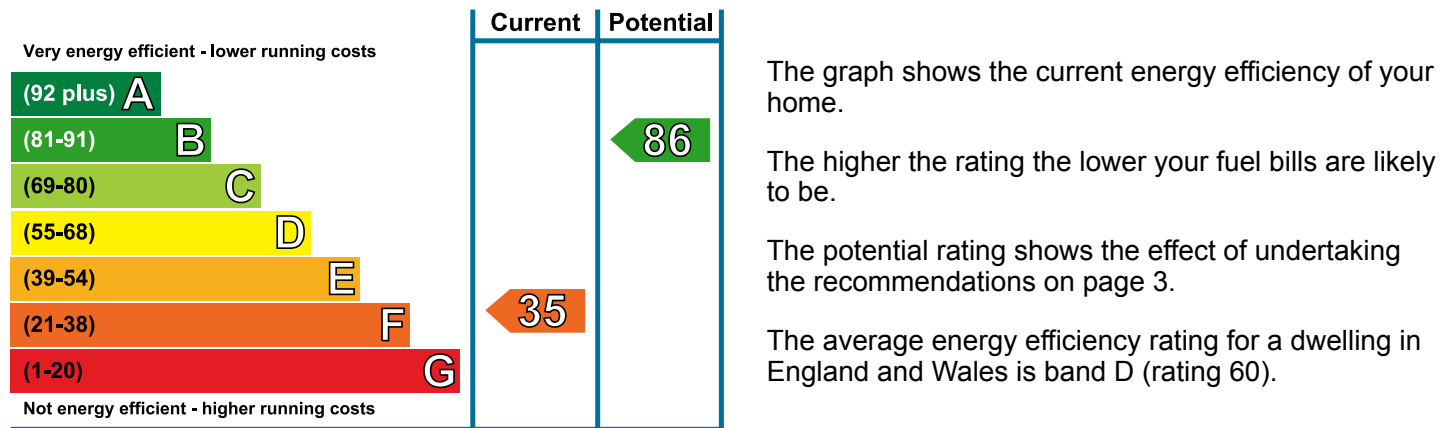 Current Potential
Very energy efficient - lower running costs
(92 plus) A
(81-91) B
86
(69-80) C
(55-68) D
(39-54) E
(21-38) F
35
(1-20) G
Not energy efficient - higher running costs
The graph shows the current energy efficiency of your
home.
The higher the rating the lower your fuel bills are likely
to be.
The potential rating shows the effect of undertaking
the recommendations on page 3.
The average energy efficiency rating for a dwelling in
England and Wales is band D (rating 60).